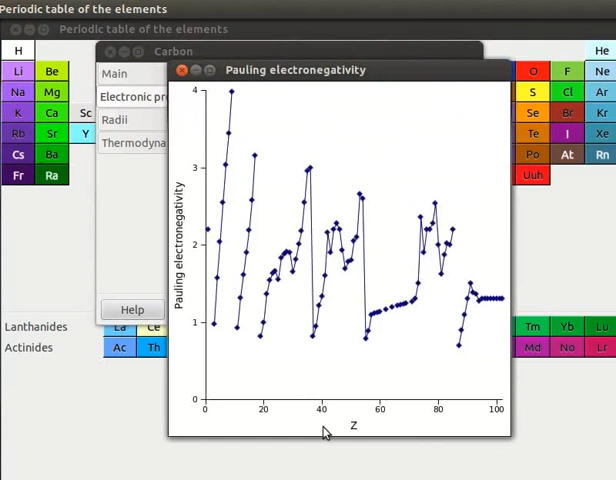 Periodic table of the elements
Periodic table of the elements
H He
Carbon
Li Be O F Ne
Main
Pauling electronegativity
Na Mg S Cl Ar
Electronic pr
K Ca Sc Se Br Kr
Radii
Rb Sr Y Te I Xe
Thermodyna
Cs Ba Po At Rn
Fr Ra Uuh
4
3
2
1
0
Pauling electronegativity
0 20 40 60 80 100
Z
Help
Lanthanides La Ce Tm Yb Lu
Actinides Ac Th Md No Lr